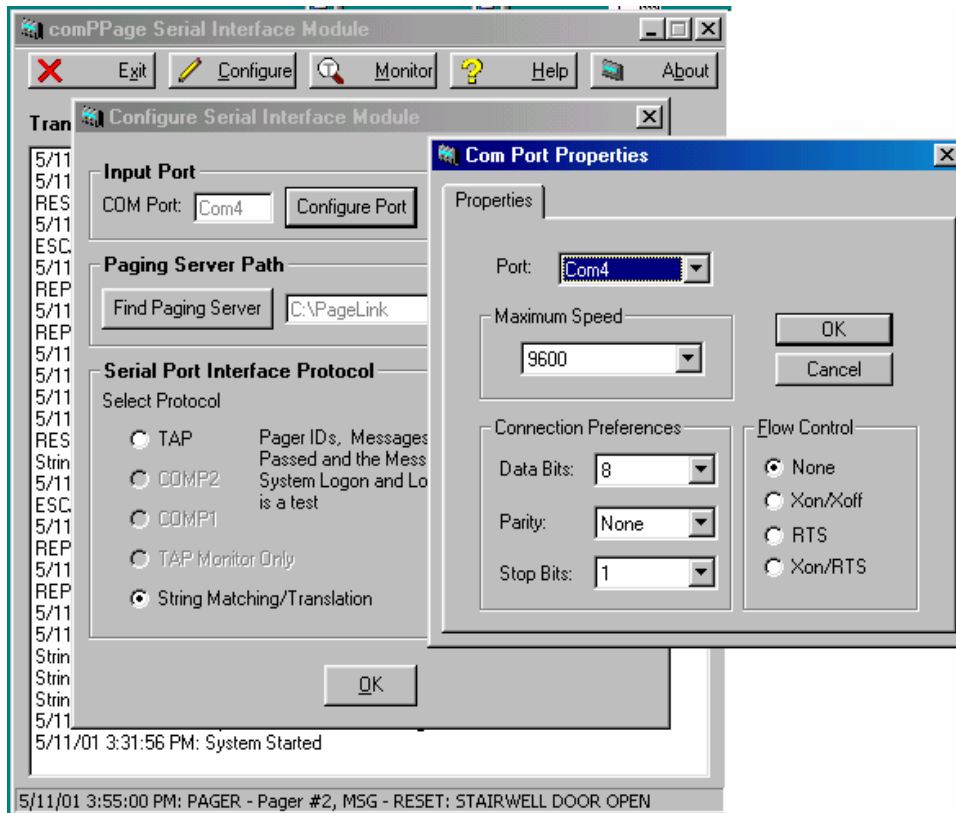 comPPage Serial Interface Module
Exit Configure Monitor Help About
Tran
Configure Serial Interface Module
Input Port
COM Port: Com4 Configure Port
Paging Server Path
Find Paging Server C:\PageLink
Serial Port Interface Protocol
Select Protocol
TAP
COMP2
COMP1
TAP Monitor Only
String Matching/Translation
Pager IDs, Messages
Passed and the Mess
System Logon and Lo
is a test
OK
Com Port Properties
Properties
Port: Com4
Maximum Speed
9600
OK
Cancel
Connection Preferences
Data Bits: 8
Parity: None
Stop Bits: 1
Flow Control
None
Xon/Xoff
RTS
Xon/RTS
5/11
5/11
RES
5/11
ESC
5/11
REP
5/11
REP
5/11
5/11
5/11
5/11
RES
Strin
5/11
ESC
5/11
REP
5/11
REP
5/11
5/11
Strin
Strin
Strin
5/11
5/11/01 3:31:56 PM: System Started
5/11/01 3:55:00 PM: PAGER - Pager #2, MSG - RESET: STAIRWELL DOOR OPEN